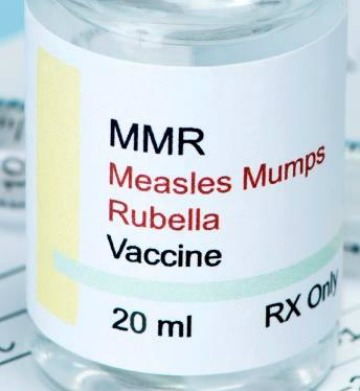 MMR
Measles Mumps
Rubella
Vaccine
20 ml RX Only